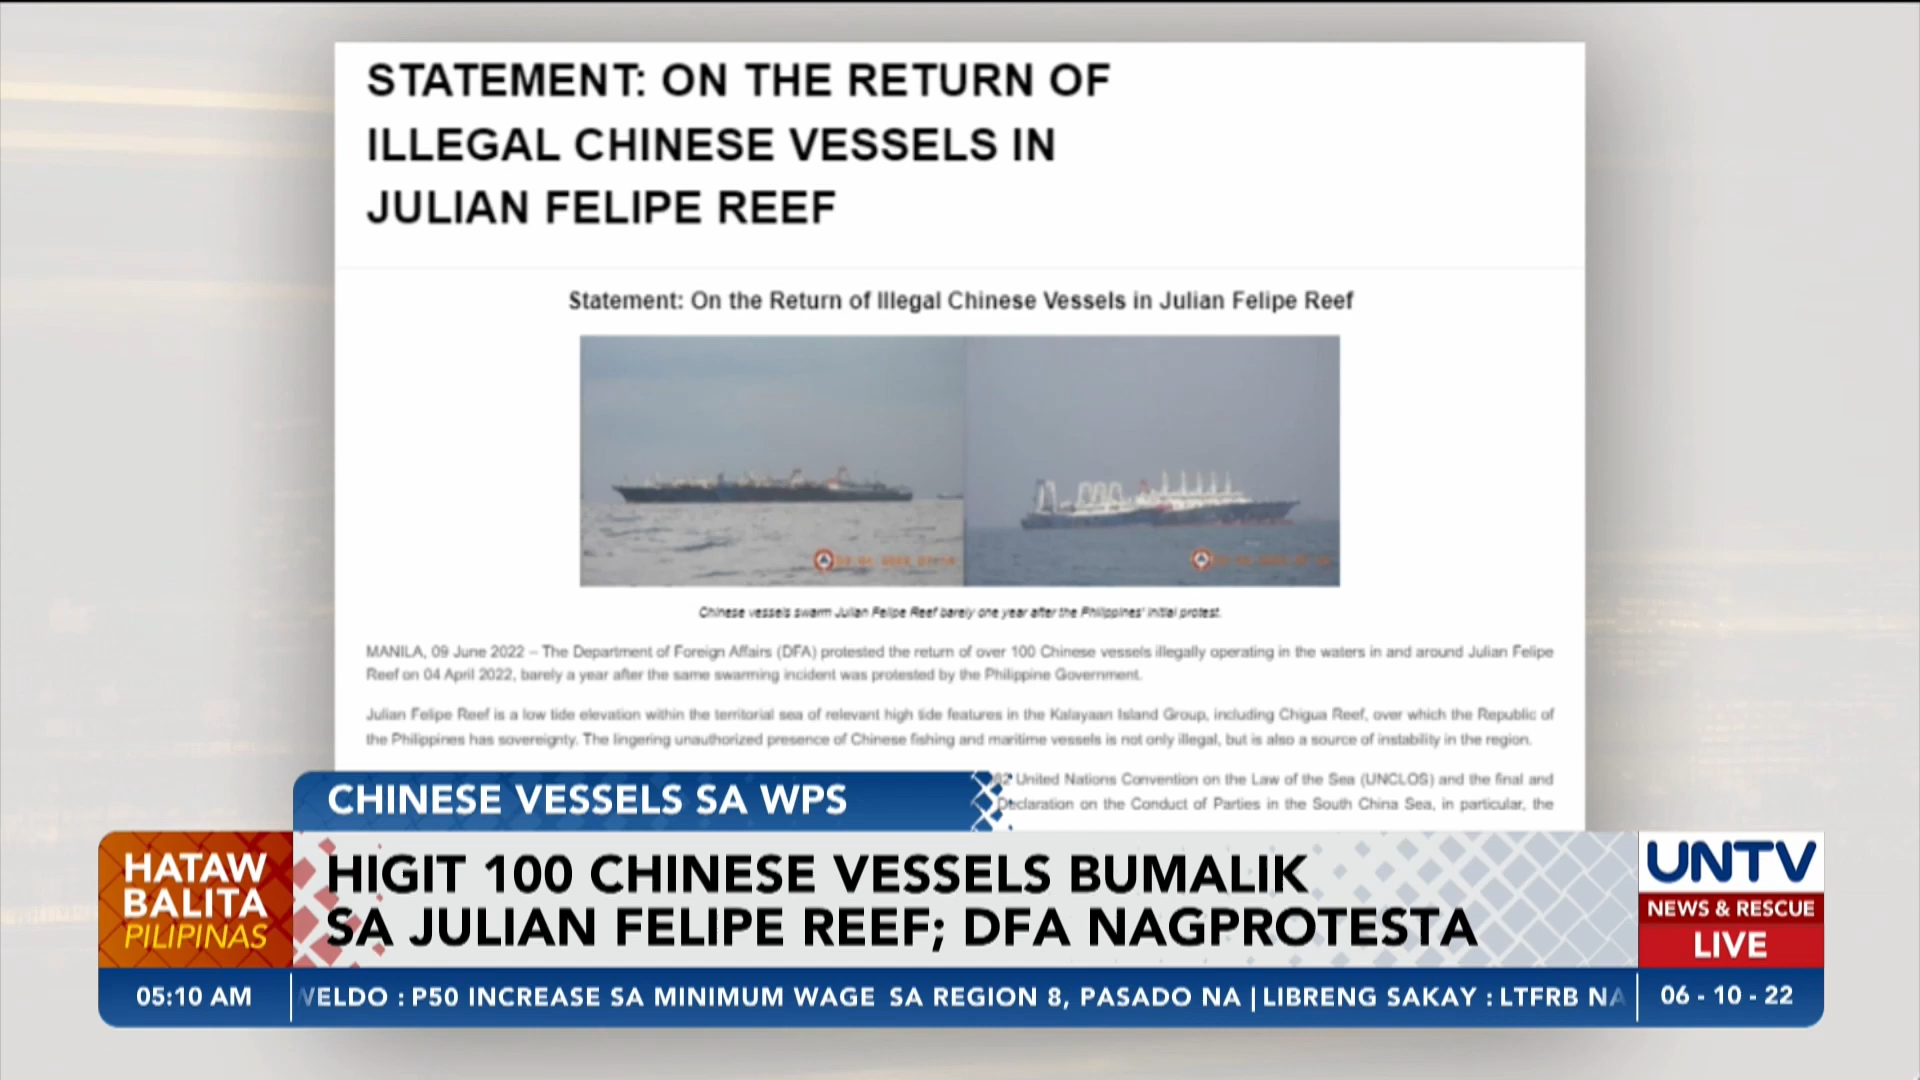 STATEMENT: ON THE RETURN OF
ILLEGAL CHINESE VESSELS IN
JULIAN FELIPE REEF
Statement: On the Return of Illegal Chinese Vessels in Julian Felipe Reef
Chinese vessels swarm Julian Felipe Reef barely one year after the Philippines' initial protest.
MANILA, 09 June 2022 – The Department of Foreign Affairs (DFA) protested the return of over 100 Chinese vessels illegally operating in the waters in and around Julian Felipe
Reef on 04 April 2022, barely a year after the same swarming incident was protested by the Philippine Government.
Julian Felipe Reef is a low tide elevation within the territorial sea of relevant high tide features in the Kalayaan Island Group, including Chigua Reef, over which the Republic of
the Philippines has sovereignty. The lingering unauthorized presence of Chinese fishing and maritime vessels is not only illegal, but is also a source of instability in the region.
United Nations Convention on the Law of the Sea (UNCLOS) and the final and
Declaration on the Conduct of Parties in the South China Sea, in particular, the
CHINESE VESSELS SA WPS
HATAW
BALITA
PILIPINAS
HIGIT 100 CHINESE VESSELS BUMALIK
SA JULIAN FELIPE REEF; DFA NAGPROTESTA
UNTV
NEWS & RESCUE
LIVE
05:10 AM
WELDO : P50 INCREASE SA MINIMUM WAGE SA REGION 8, PASADO NA | LIBRENG SAKAY : LTFRB NA
06 - 10 - 22